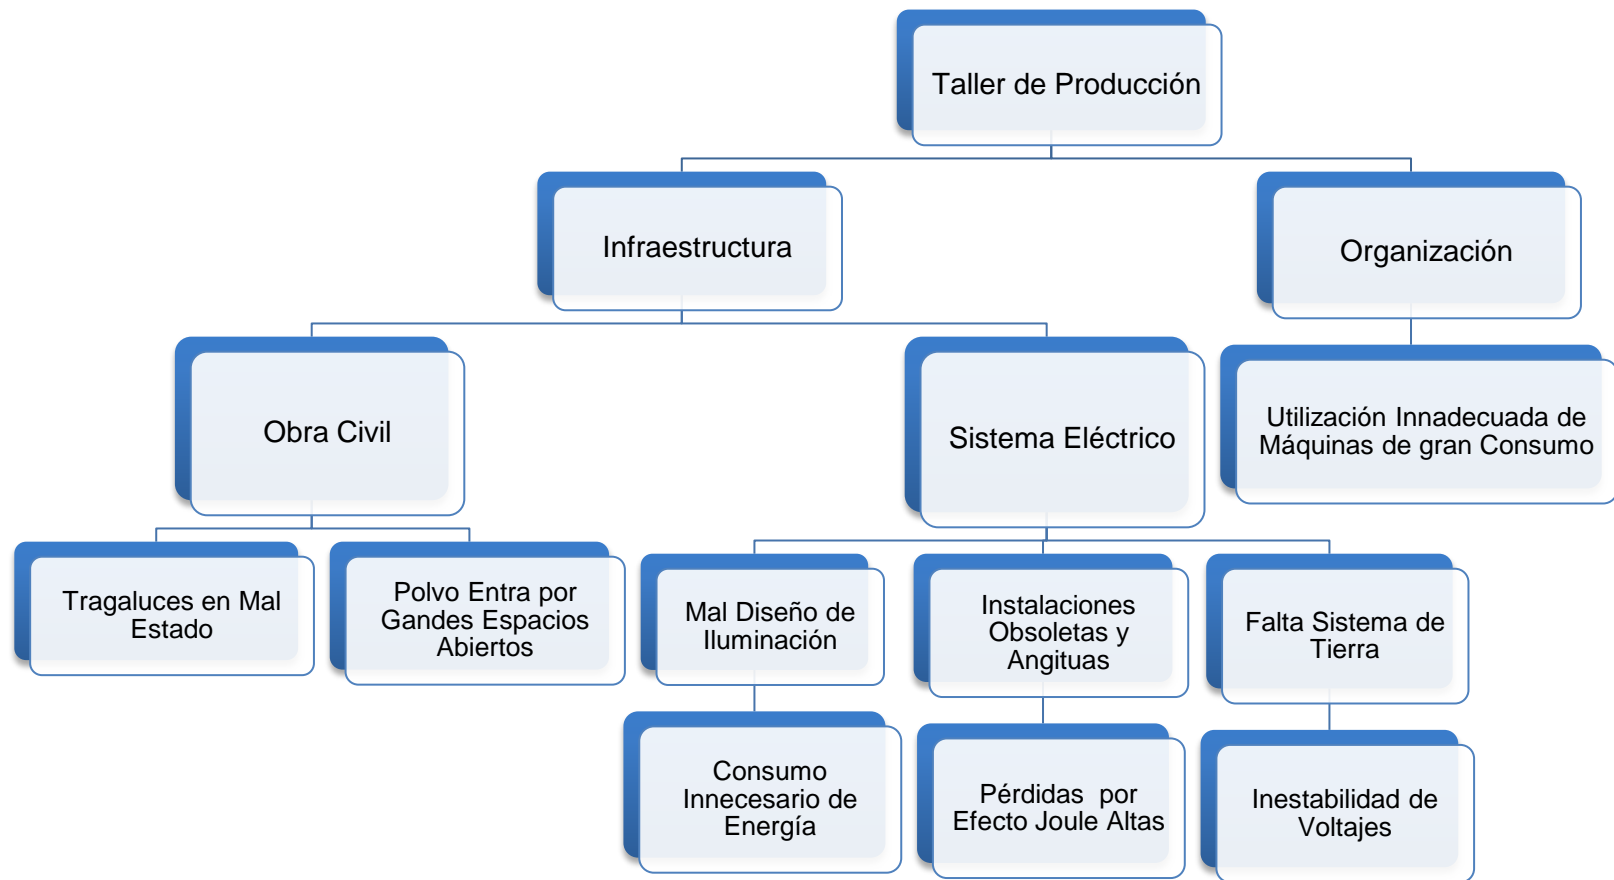 Taller de Producción
Infraestructura
Organización
Obra Civil
Sistema Eléctrico
Utilización Innadecuada de
Máquinas de gran Consumo
Tragaluces en Mal
Estado
Polvo Entra por
Gandes Espacios
Abiertos
Mal Diseño de
Iluminación
Instalaciones
Obsoletas y
Angituas
Falta Sistema de
Tierra
Consumo
Innecesario de
Energía
Pérdidas  por
Efecto Joule Altas
Inestabilidad de
Voltajes